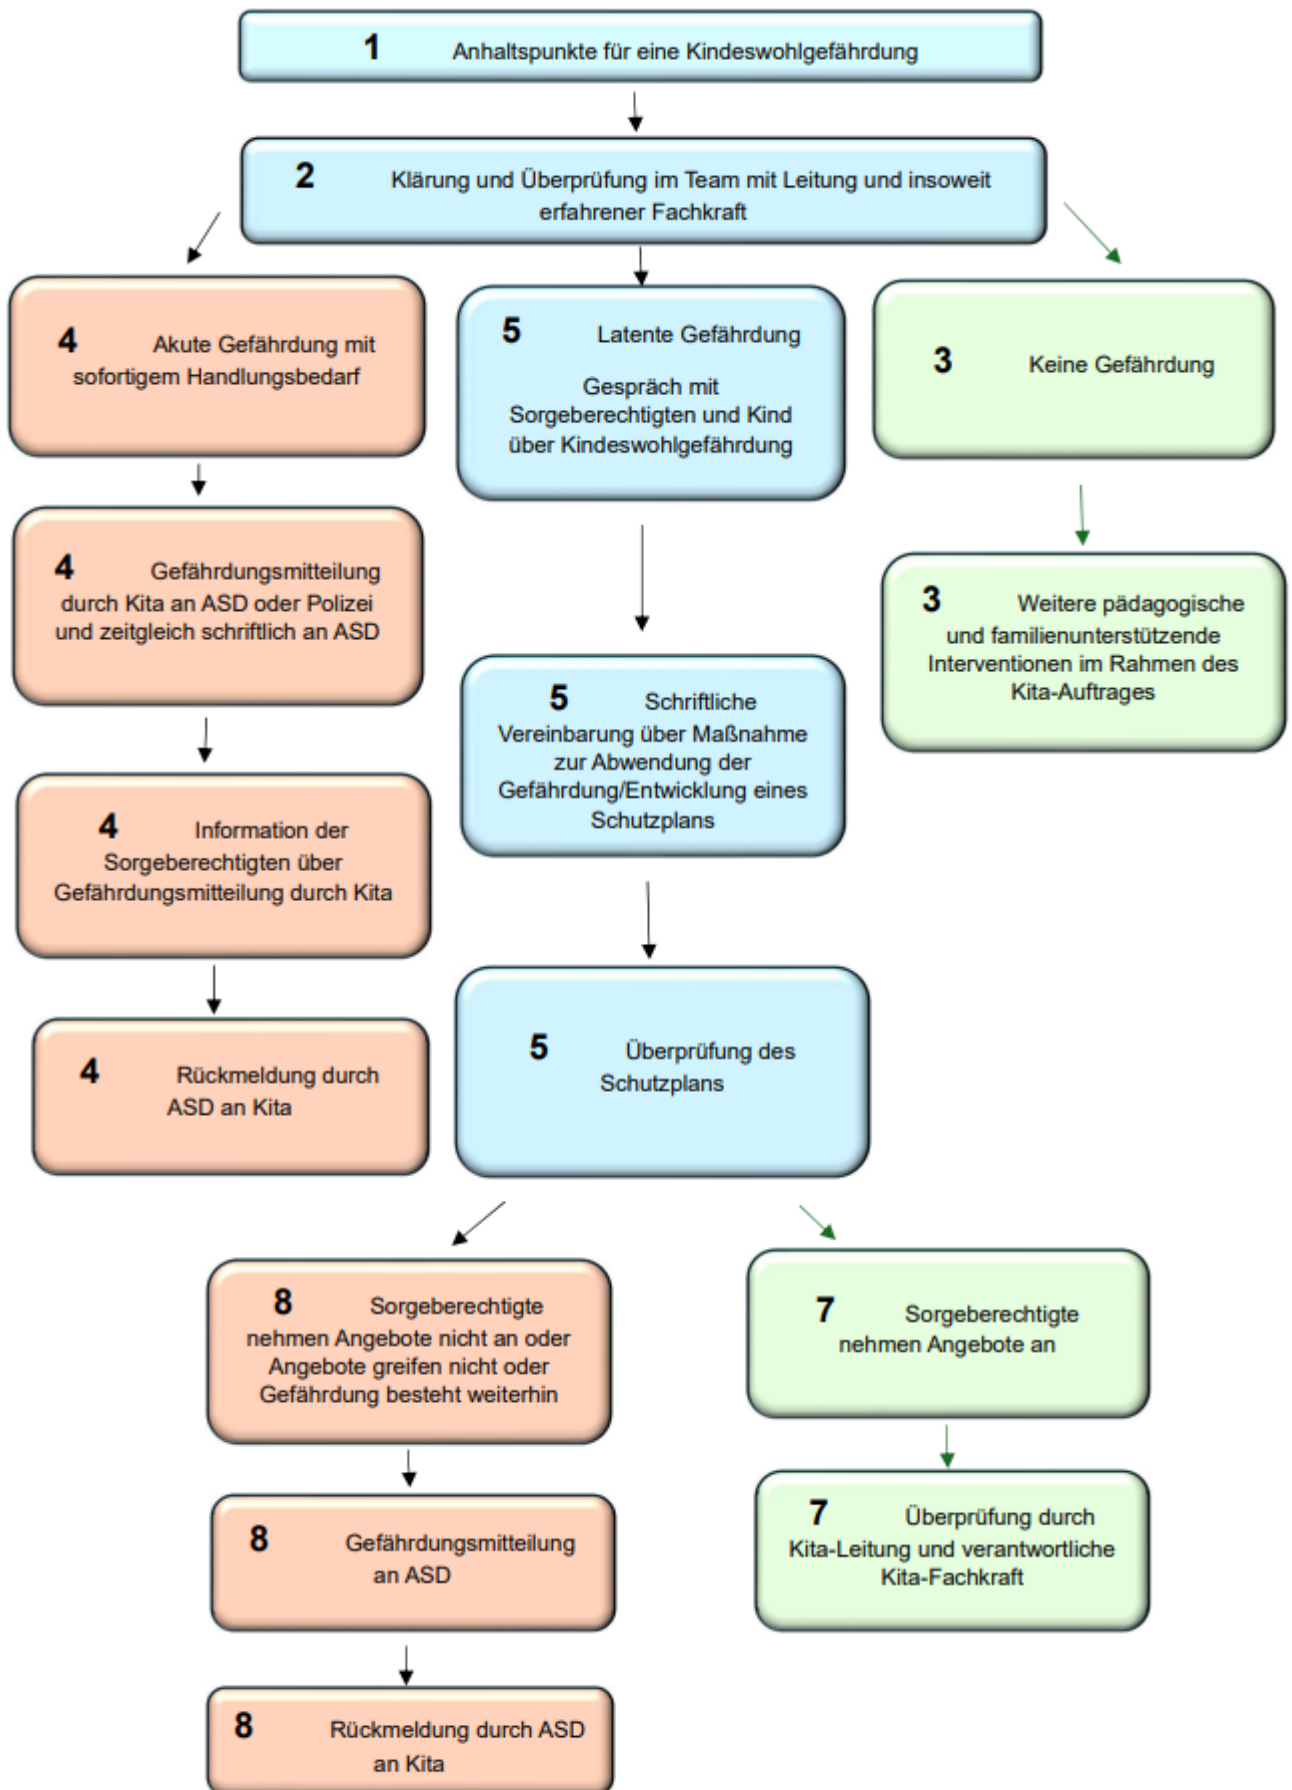 1 Anhaltspunkte für eine Kindeswohlgefährdung
2 Klärung und Überprüfung im Team mit Leitung und insoweit
erfahrener Fachkraft
4 Akute Gefährdung mit
sofortigem Handlungsbedarf
5 Latente Gefährdung
Gespräch mit
Sorgeberechtigten und Kind
über Kindeswohlgefährdung
3 Keine Gefährdung
4 Gefährdungsmitteilung
durch Kita an ASD oder Polizei
und zeitgleich schriftlich an ASD
3 Weitere pädagogische
und familienunterstützende
Interventionen im Rahmen des
Kita-Auftrages
5 Schriftliche
Vereinbarung über Maßnahme
zur Abwendung der
Gefährdung/Entwicklung eines
Schutzplans
4 Information der
Sorgeberechtigten über
Gefährdungsmitteilung durch Kita
4 Rückmeldung durch
ASD an Kita
5 Überprüfung des
Schutzplans
8 Sorgeberechtigte
nehmen Angebote nicht an oder
Angebote greifen nicht oder
Gefährdung besteht weiterhin
7 Sorgeberechtigte
nehmen Angebote an
8 Gefährdungsmitteilung
an ASD
7 Überprüfung durch
Kita-Leitung und verantwortliche
Kita-Fachkraft
8 Rückmeldung durch ASD
an Kita